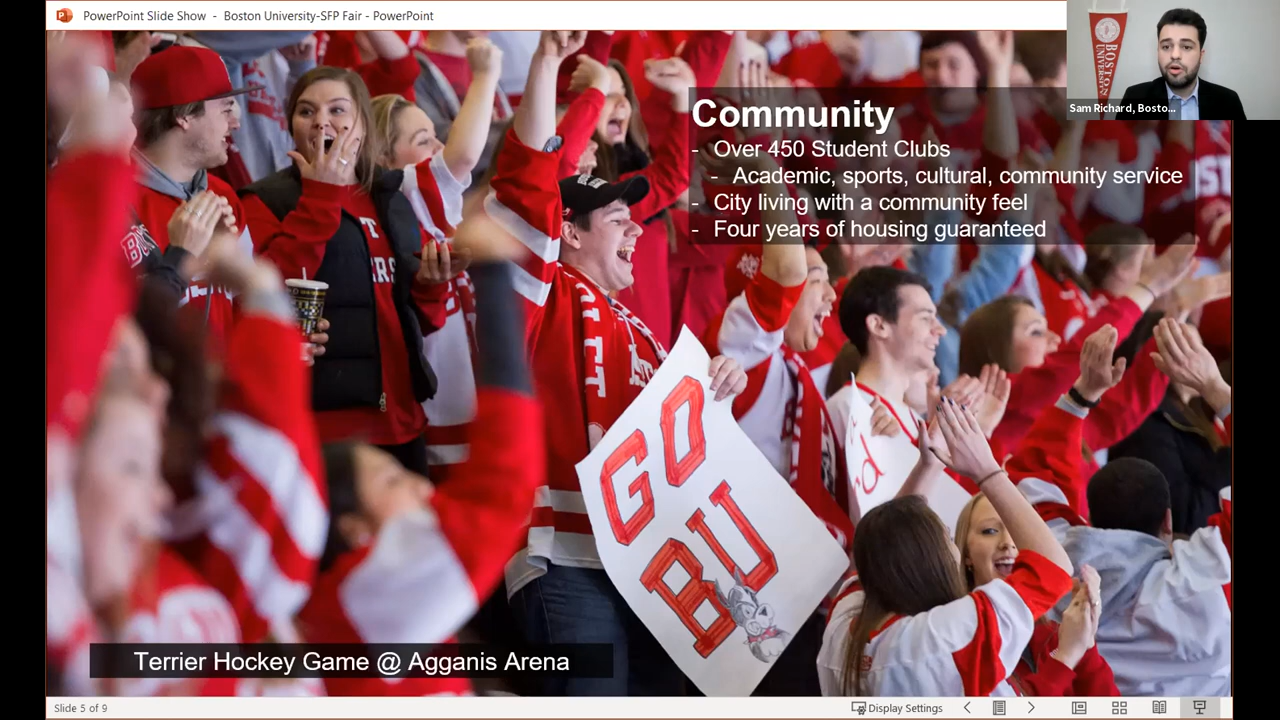 PowerPoint Slide Show - Boston University-SFP Fair - PowerPoint
BOSTON
UNIVERSITY
Sam Richard, Bosto...
Community
- Over 450 Student Clubs
- Academic, sports, cultural, community service
- City living with a community feel
- Four years of housing guaranteed
GO
BU
Terrier Hockey Game @ Agganis Arena
Slide 5 of 9
Display Settings